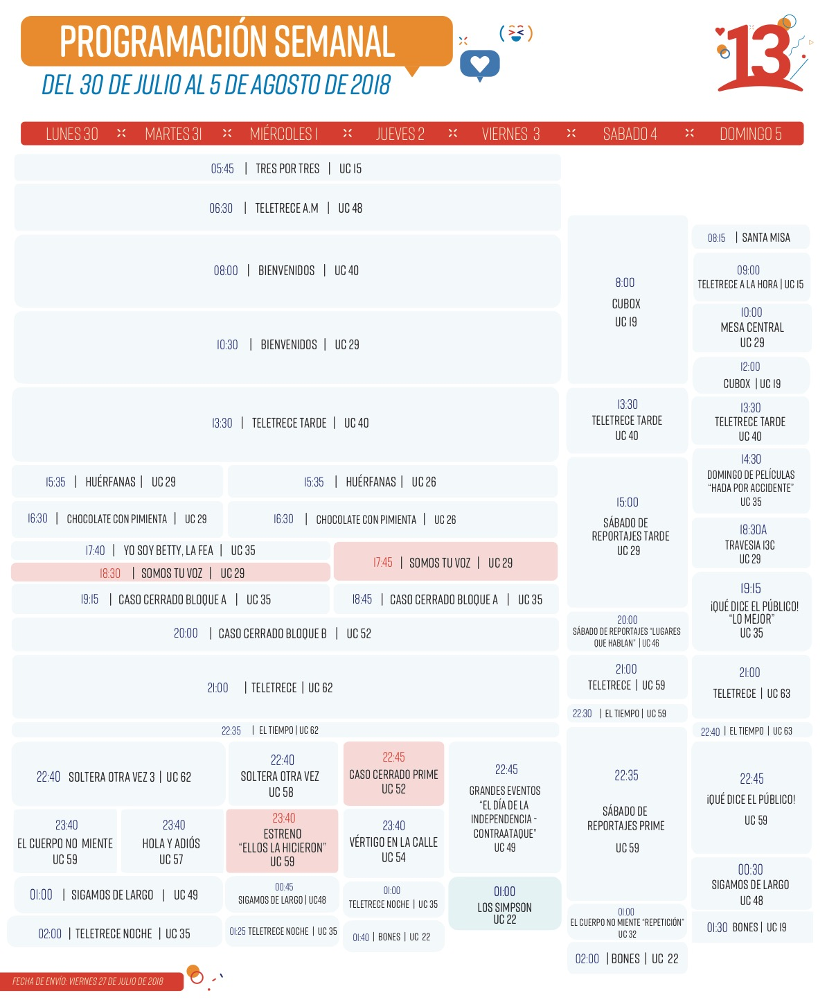 PROGRAMACIÓN SEMANAL
DEL 30 DE JULIO AL 5 DE AGOSTO DE 2018
13
LUNES 30 MARTES 31 MIÉRCOLES 1 JUEVES 2 VIERNES 3 SABADO 4 DOMINGO 5
05:45 | TRES POR TRES | UC 15
06:30 | TELETRECE A.M | UC 48
08:00 | BIENVENIDOS | UC 40
10:30 | BIENVENIDOS | UC 29
13:30 | TELETRECE TARDE | UC 40
15:35 | HUÉRFANAS | UC 29
15:35 | HUÉRFANAS | UC 26
16:30 | CHOCOLATE CON PIMIENTA | UC 29
16:30 | CHOCOLATE CON PIMIENTA | UC 26
17:40 | YO SOY BETTY, LA FEA | UC 35
18:30 | SOMOS TU VOZ | UC 29
17:45 | SOMOS TU VOZ | UC 29
19:15 | CASO CERRADO BLOQUE A | UC 35
18:45 | CASO CERRADO BLOQUE A | UC 35
20:00 | CASO CERRADO BLOQUE B | UC 52
21:00 | TELETRECE | UC 62
22:35 | EL TIEMPO | UC 62
22:40 SOLTERA OTRA VEZ 3 | UC 62
22:40
SOLTERA OTRA VEZ
UC 58
22:45
CASO CERRADO PRIME
UC 52
22:45
GRANDES EVENTOS
“EL DÍA DE LA
INDEPENDENCIA -
CONTRAATAQUE”
UC 49
23:40
EL CUERPO NO MIENTE
UC 59
23:40
HOLA Y ADIÓS
UC 57
23:40
ESTRENO
“ELLOS LA HICIERON”
UC 59
23:40
VÉRTIGO EN LA CALLE
UC 54
01:00 | SIGAMOS DE LARGO | UC 49
00:45
SIGAMOS DE LARGO | UC48
01:00
TELETRECE NOCHE | UC 35
01:00
LOS SIMPSON
UC 22
02:00 | TELETRECE NOCHE | UC 35
01:25 TELETRECE NOCHE | UC 35
01:40 | BONES | UC 22
8:00
CUBOX
UC 19
13:30
TELETRECE TARDE
UC 40
15:00
SÁBADO DE
REPORTAJES TARDE
UC 29
20:00
SÁBADO DE REPORTAJES “LUGARES
QUE HABLAN” | UC 46
21:00
TELETRECE | UC 59
22:30 | EL TIEMPO | UC 59
22:35
SÁBADO DE
REPORTAJES PRIME
UC 59
01:00
EL CUERPO NO MIENTE “REPETICIÓN”
UC 32
02:00 | BONES | UC 22
08:15 | SANTA MISA
09:00
TELETRECE A LA HORA | UC 15
10:00
MESA CENTRAL
UC 29
12:00
CUBOX | UC 19
13:30
TELETRECE TARDE
UC 40
14:30
DOMINGO DE PELÍCULAS
“HADA POR ACCIDENTE”
UC 35
18:30A
TRAVESIA 13C
UC 29
19:15
¡QUÉ DICE EL PÚBLICO!
“LO MEJOR”
UC 35
21:00
TELETRECE | UC 63
22:40 | EL TIEMPO | UC 63
22:45
¡QUÉ DICE EL PÚBLICO!
UC 59
00:30
SIGAMOS DE LARGO
UC 48
01:30 BONES | UC 19
FECHA DE ENVÍO: VIERNES 27 DE JULIO DE 2018